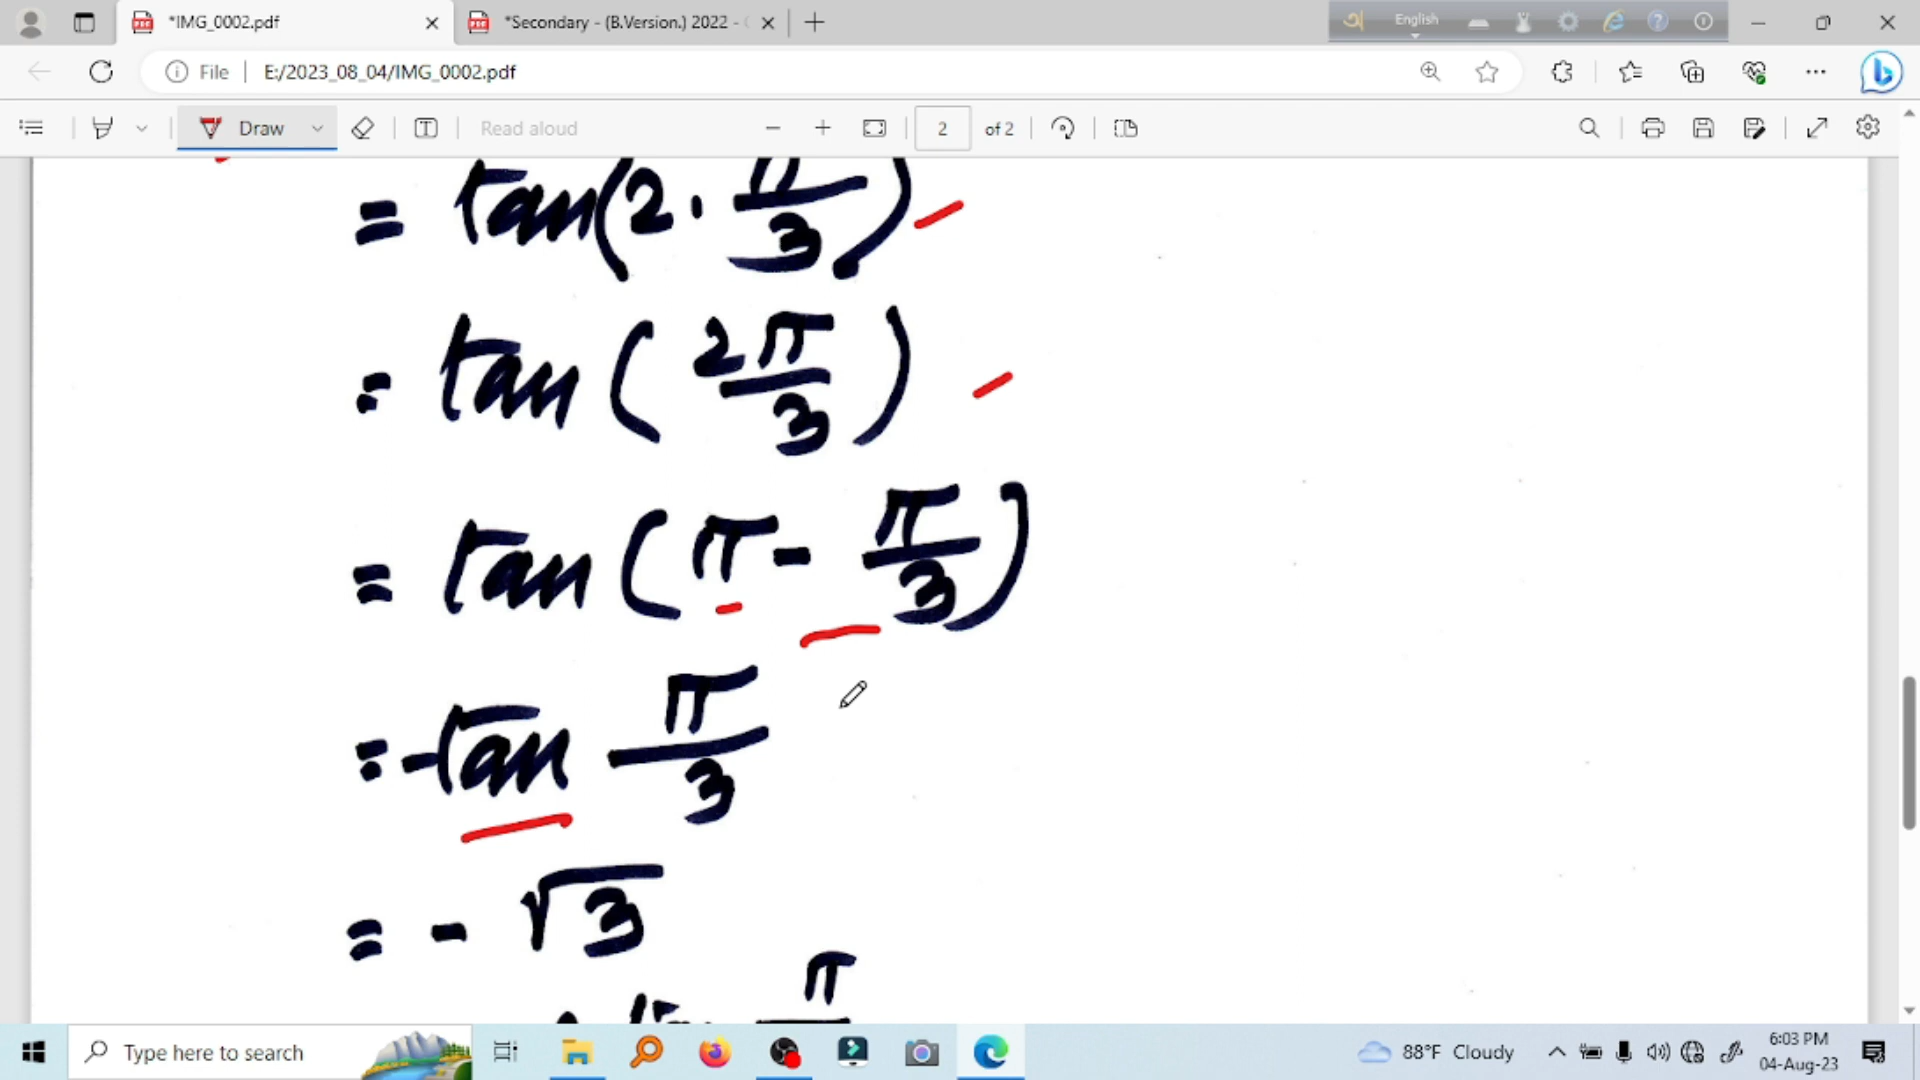 *IMG_0002.pdf
*Secondary - (B.Version.) 2022 -
English
File
E:/2023_08_04/IMG_0002.pdf
Draw
Read aloud
2
of 2
= tan(2.π/3)
= tan(2π/3)
= tan(π-π/3)
= -tan π/3
= - √3
π
Type here to search
88°F Cloudy
6:03 PM
04-Aug-23